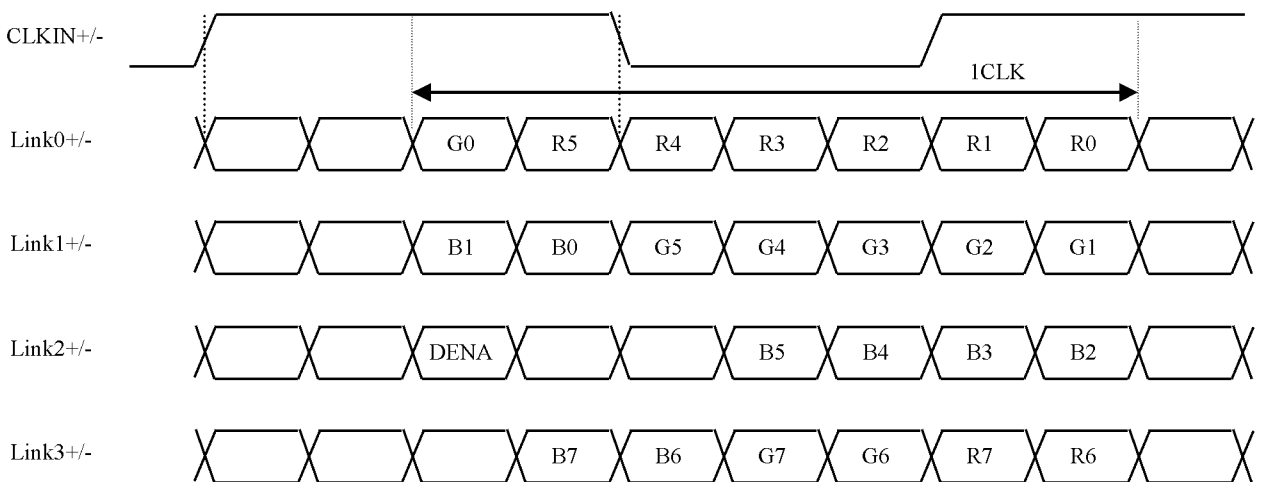 CLKIN+/-
1CLK
Link0+/- G0 R5 R4 R3 R2 R1 R0
Link1+/- B1 B0 G5 G4 G3 G2 G1
Link2+/- DENA B5 B4 B3 B2
Link3+/- B7 B6 G7 G6 R7 R6